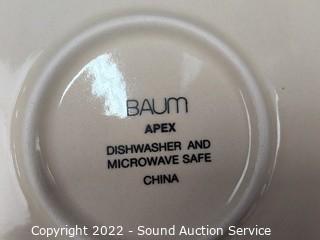 BAUM
APEX
DISHWASHER AND
MICROWAVE SAFE
CHINA
Copyright 2022 - Sound Auction Service